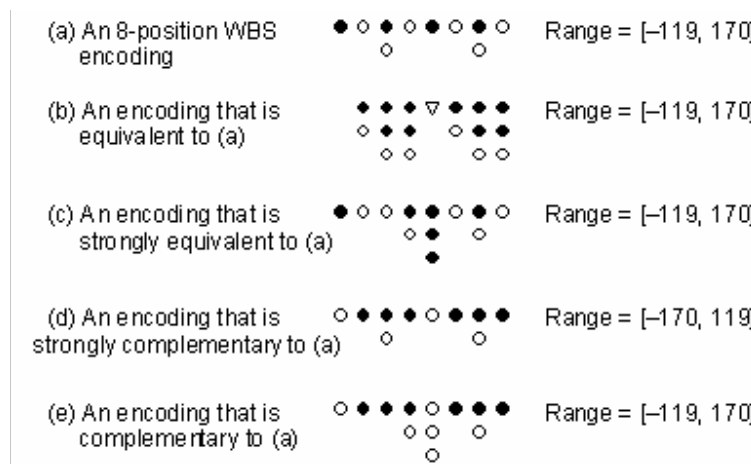 (a) An 8-position WBS Range = [–119, 170]
encoding
(b) An encoding that is Range = [–119, 170]
equivalent to (a)
(c) An encoding that is Range = [–119, 170]
strongly equivalent to (a)
(d) An encoding that is Range = [–170, 119]
strongly complementary to (a)
(e) An encoding that is Range = [–119, 170]
complementary to (a)